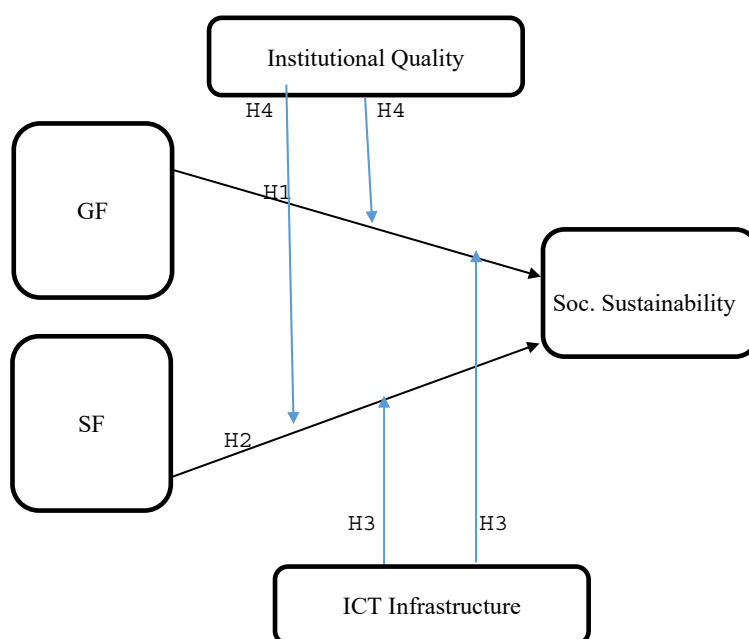 Institutional Quality
H4
H4
GF
H1
Soc. Sustainability
SF
H2
H3
H3
ICT Infrastructure